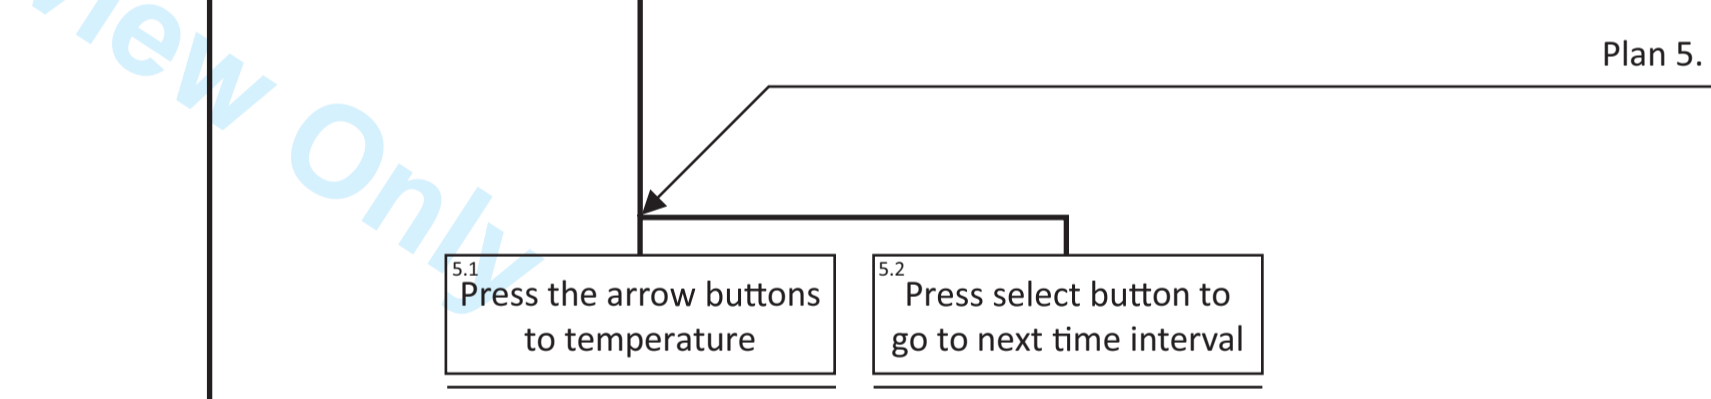 view Only
Plan 5.
5.1
Press the arrow buttons
to temperature
5.2
Press select button to
go to next time interval